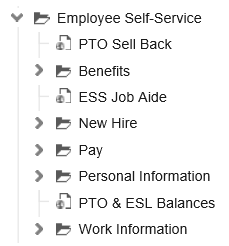 Employee Self-Service
PTO Sell Back
Benefits
ESS Job Aide
New Hire
Pay
Personal Information
PTO & ESL Balances
Work Information